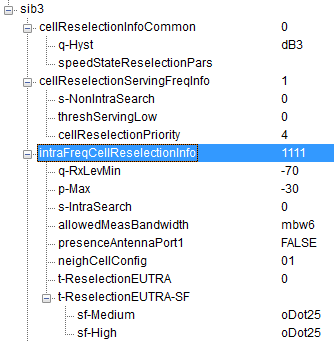 sib3
cellReselectionInfoCommon 0
q-Hyst dB3
speedStateReselectionPars
cellReselectionServingFreqInfo 1
s-NonIntraSearch 0
threshServingLow 0
cellReselectionPriority 4
intraFreqCellReselectionInfo 1111
q-RxLevMin -70
p-Max -30
s-IntraSearch 0
allowedMeasBandwidth mbw6
presenceAntennaPort1 FALSE
neighCellConfig 01
t-ReselectionEUTRA 0
t-ReselectionEUTRA-SF
sf-Medium oDot25
sf-High oDot25